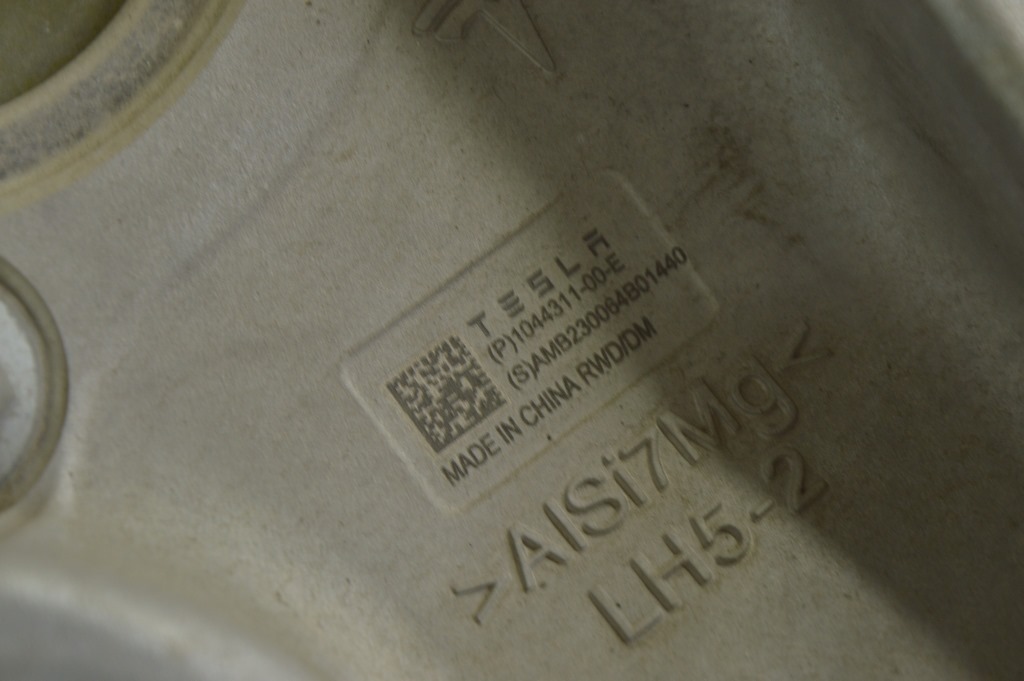 TESLA
(P)1044311-00-E
(S)AMB230064B01440
MADE IN CHINA RWD/DM
>AlSi7Mg<
LH5-2